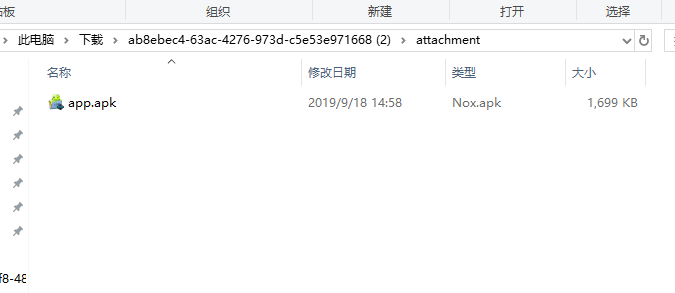 贴板 组织 新建 打开 选择
此电脑 下载 ab8ebec4-63ac-4276-973d-c5e53e971668 (2) attachment
名称 修改日期 类型 大小
app.apk 2019/9/18 14:58 Nox.apk 1,699 KB
f8-48